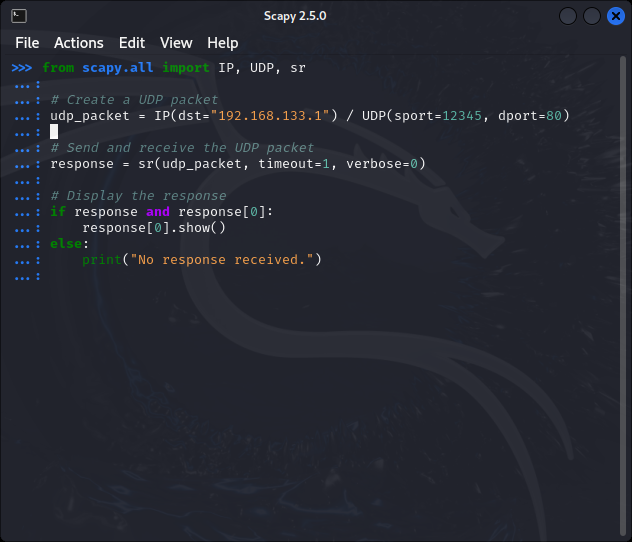 Scapy 2.5.0
File Actions Edit View Help
>>> from scapy.all import IP, UDP, sr
...:
...: # Create a UDP packet
...: udp_packet = IP(dst="192.168.133.1") / UDP(sport=12345, dport=80)
...:
...: # Send and receive the UDP packet
...: response = sr(udp_packet, timeout=1, verbose=0)
...:
...: # Display the response
...: if response and response[0]:
...:     response[0].show()
...: else:
...:     print("No response received.")
...: